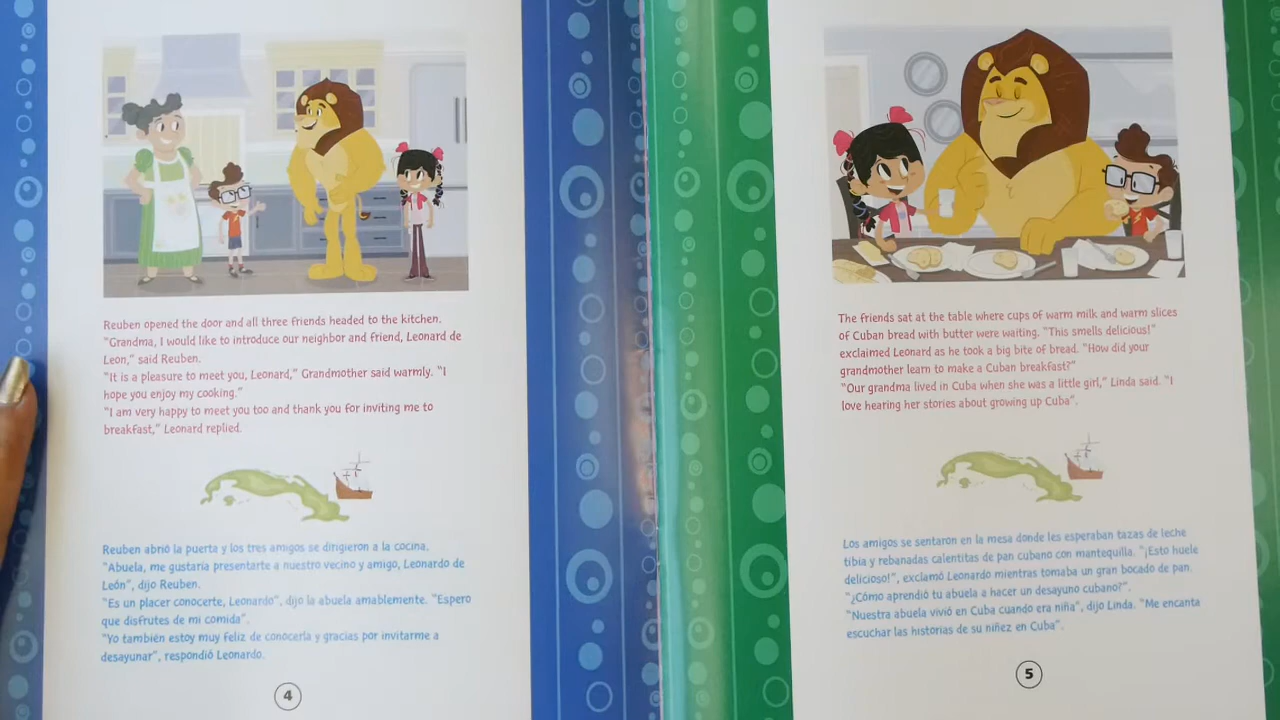 Reuben opened the door and all three friends headed to the kitchen.
"Grandma, I would like to introduce our neighbor and friend, Leonard de
Leon," said Reuben.
"It is a pleasure to meet you, Leonard," Grandmother said warmly. "I
hope you enjoy my cooking."
"I am very happy to meet you too and thank you for inviting me to
breakfast," Leonard replied.
Reuben abrió la puerta y los tres amigos se dirigieron a la cocina.
"Abuela, me gustaría presentarte a nuestro vecino y amigo, Leonardo de
León", dijo Reuben.
"Es un placer conocerte, Leonardo", dijo la abuela amablemente. "Espero
que disfrutes de mi comida".
"Yo también estoy muy feliz de conocerla y gracias por invitarme a
desayunar", respondió Leonardo.
4
The friends sat at the table where cups of warm milk and warm slices
of Cuban bread with butter were waiting. "This smells delicious!"
exclaimed Leonard as he took a big bite of bread. "How did your
grandmother learn to make a Cuban breakfast?"
"Our grandma lived in Cuba when she was a little girl," Linda said. "I
love hearing her stories about growing up Cuba".
Los amigos se sentaron en la mesa donde les esperaban tazas de leche
tibia y rebanadas calentitas de pan cubano con mantequilla. "¡Esto huele
delicioso!", exclamó Leonardo mientras tomaba un gran bocado de pan.
"¿Cómo aprendió tu abuela a hacer un desayuno cubano?".
"Nuestra abuela vivió en Cuba cuando era niña", dijo Linda. "Me encanta
escuchar las historias de su niñez en Cuba".
5